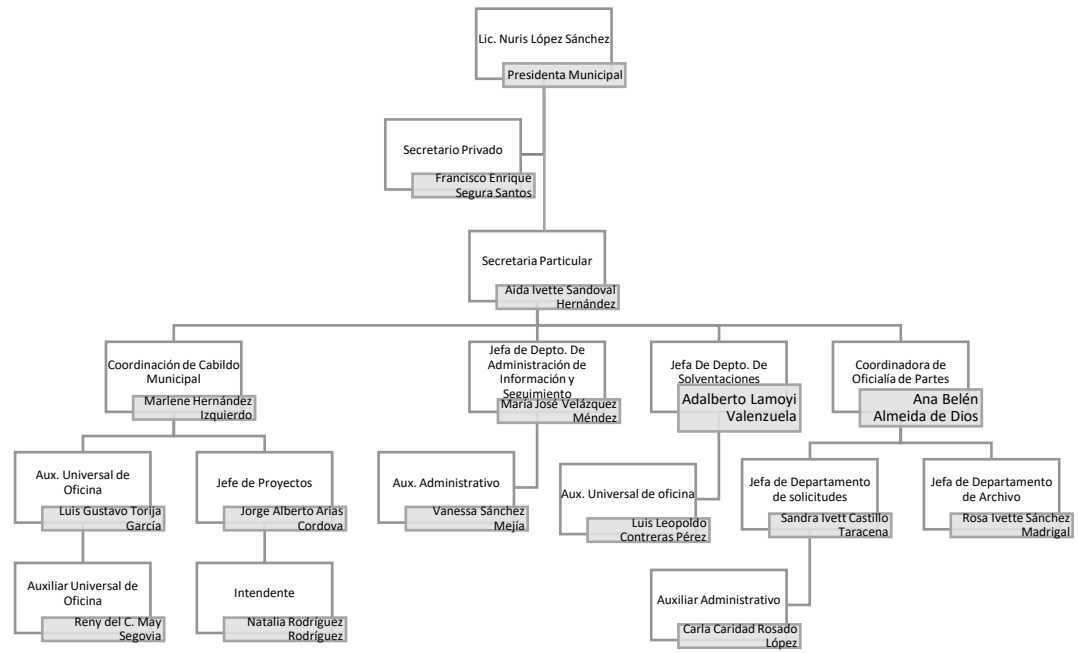 Lic. Nuris López Sánchez
Presidenta Municipal
Secretario Privado
Francisco Enrique
Segura Santos
Secretaria Particular
Aida Ivette Sandoval
Hernández
Coordinación de Cabildo
Municipal
Marlene Hernández
Izquierdo
Jefa de Depto. De
Administración de
Información y
Seguimiento
María José Velázquez
Méndez
Jefa De Depto. De
Solventaciones
Adalberto Lamoyi
Valenzuela
Coordinadora de
Oficialía de Partes
Ana Belén
Almeida de Dios
Aux. Universal de
Oficina
Luis Gustavo Torija
García
Jefe de Proyectos
Jorge Alberto Arias
Cordova
Aux. Administrativo
Vanessa Sánchez
Mejía
Aux. Universal de oficina
Luis Leopoldo
Contreras Pérez
Jefa de Departamento
de solicitudes
Sandra Ivett Castillo
Taracena
Jefa de Departamento
de Archivo
Rosa Ivette Sánchez
Madrigal
Auxiliar Universal de
Oficina
Reny del C. May
Segovia
Intendente
Natalia Rodríguez
Rodríguez
Auxiliar Administrativo
Carla Caridad Rosado
López